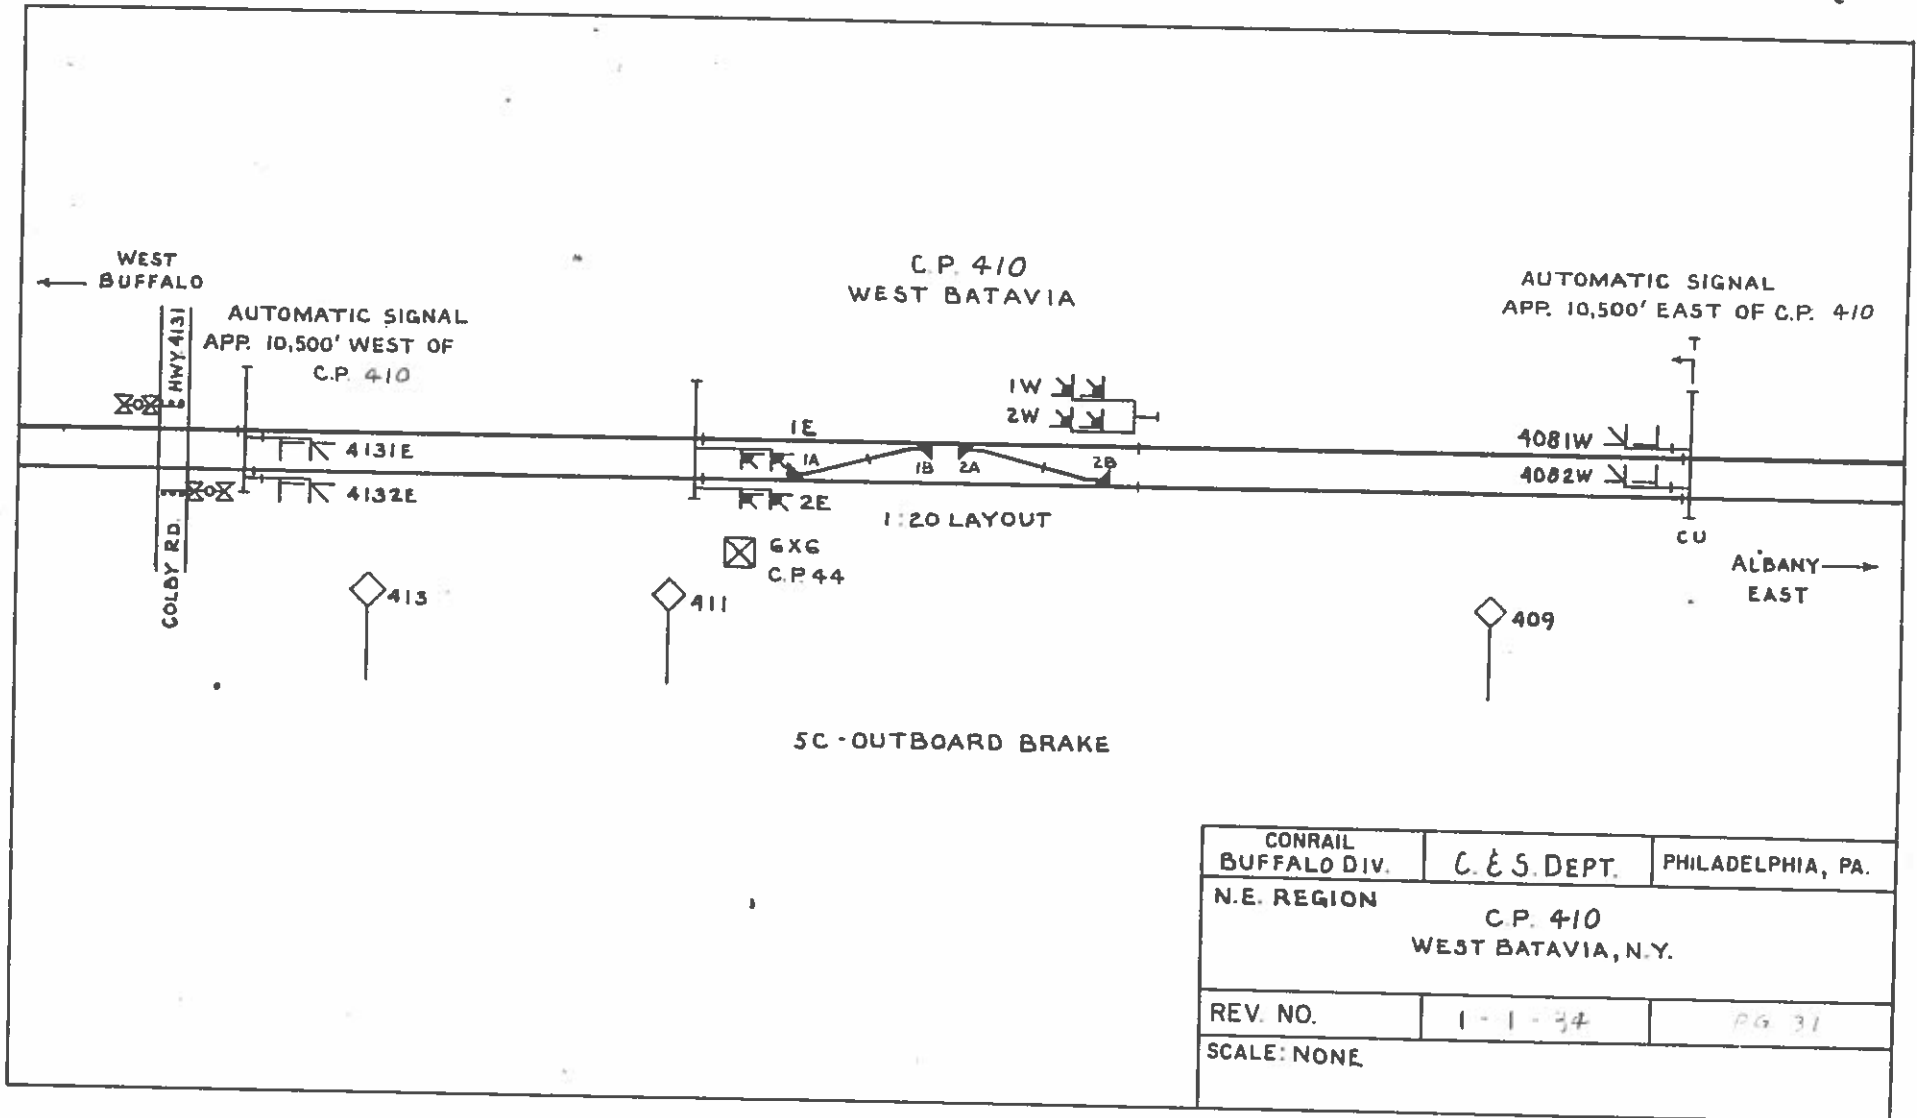 WEST
BUFFALO
HWY 4131
COLBY RD.
AUTOMATIC SIGNAL
APP. 10,500' WEST OF
C.P. 410
C.P. 410
WEST BATAVIA
AUTOMATIC SIGNAL
APP. 10,500' EAST OF C.P. 410
T
1W
2W
1E
4131E
4132E
1A
1B
2A
2B
2E
4081W
4082W
1:20 LAYOUT
CU
6X6
C.P. 44
ALBANY
EAST
413
411
409
5C-OUTBOARD BRAKE
CONRAIL
BUFFALO DIV.
C. & S. DEPT.
PHILADELPHIA, PA.
N.E. REGION
C.P. 410
WEST BATAVIA, N.Y.
REV. NO.
PG 31
SCALE: NONE